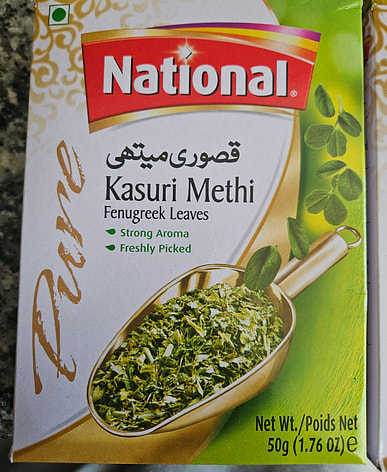 National®
قصوری میتھی
Kasuri Methi
Fenugreek Leaves
Strong Aroma
Freshly Picked
Pure
Net Wt./Poids Net
50g (1.76 OZ) e